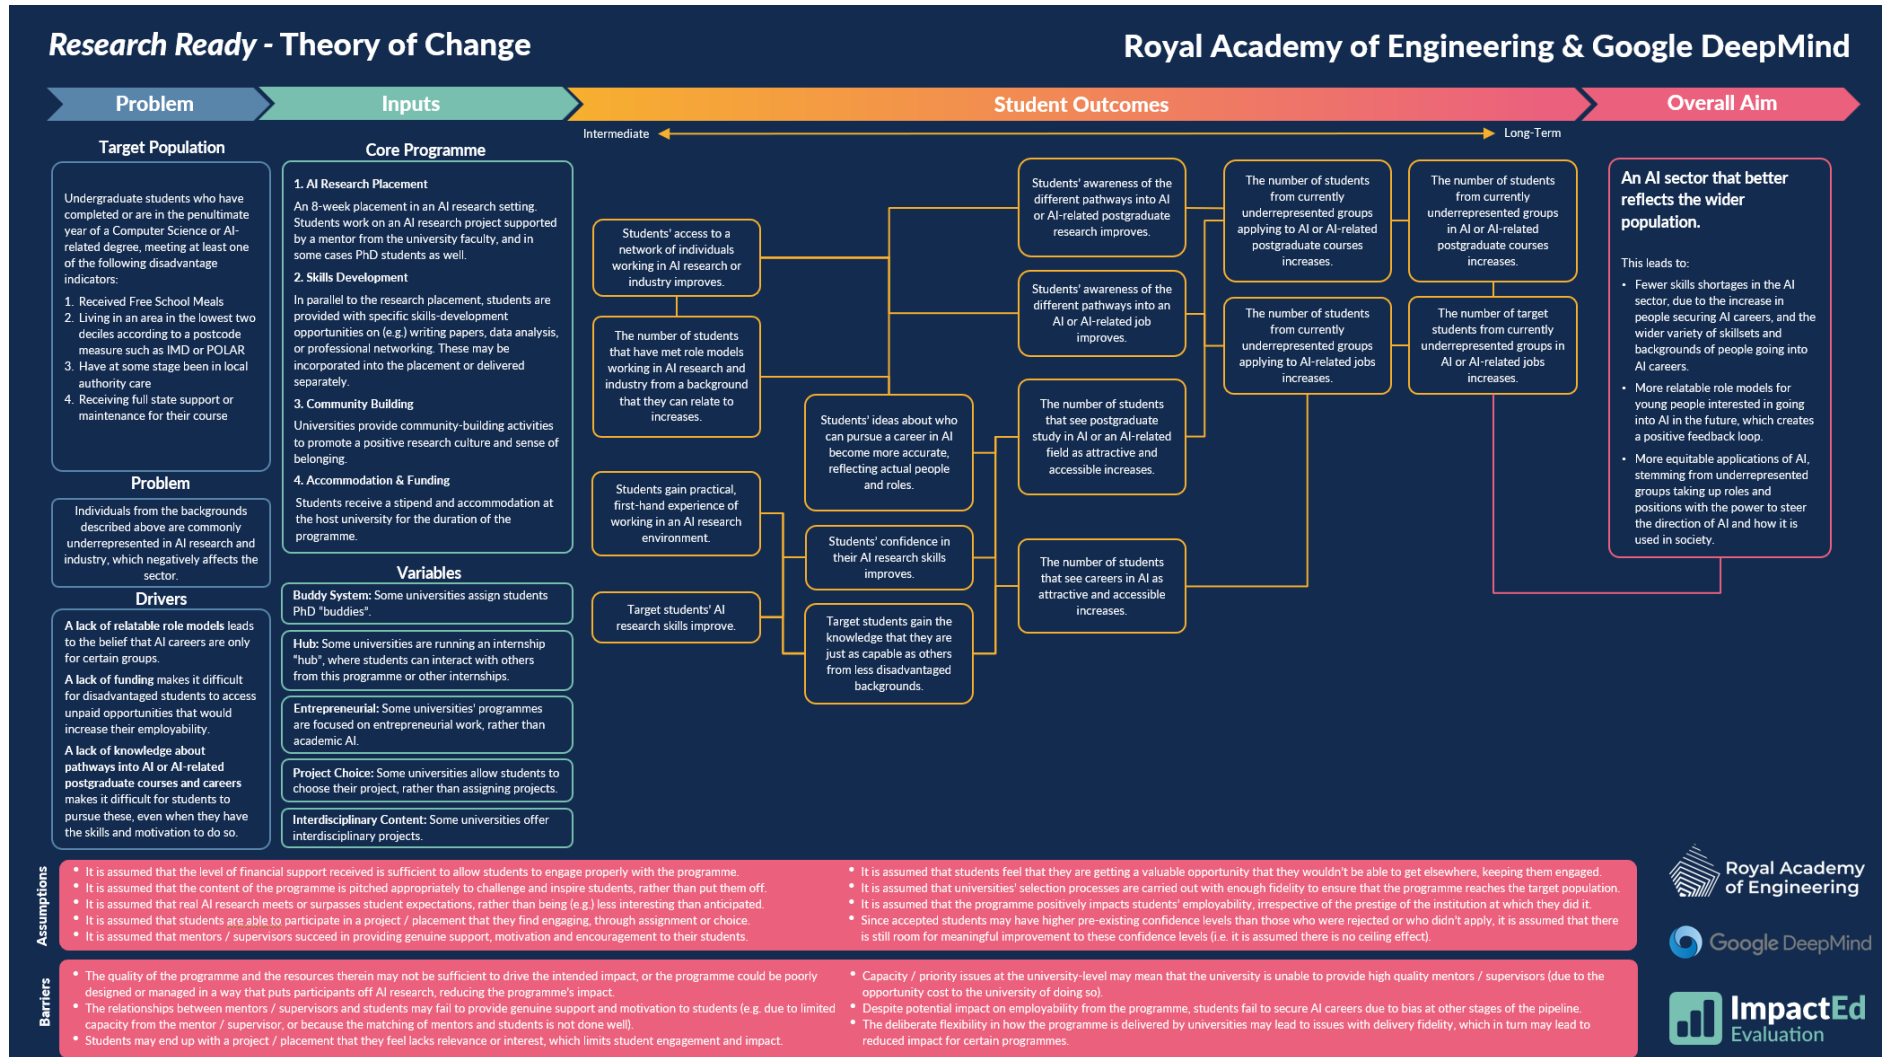 Research Ready - Theory of Change
Royal Academy of Engineering & Google DeepMind
Problem
Inputs
Student Outcomes
Overall Aim
Intermediate
Long-Term
Target Population
Undergraduate students who have
completed or are in the penultimate
year of a Computer Science or AI-
related degree, meeting at least one
of the following disadvantage
indicators:
1. Received Free School Meals
2. Living in an area in the lowest two
deciles according to a postcode
measure such as IMD or POLAR
3. Have at some stage been in local
authority care
4. Receiving full state support or
maintenance for their course
Problem
Individuals from the backgrounds
described above are commonly
underrepresented in AI research and
industry, which negatively affects the
sector.
Drivers
A lack of relatable role models leads
to the belief that AI careers are only
for certain groups.
A lack of funding makes it difficult
for disadvantaged students to access
unpaid opportunities that would
increase their employability.
A lack of knowledge about
pathways into AI or AI-related
postgraduate courses and careers
makes it difficult for students to
pursue these, even when they have
the skills and motivation to do so.
Core Programme
1. AI Research Placement
An 8-week placement in an AI research setting.
Students work on an AI research project supported
by a mentor from the university faculty, and in
some cases PhD students as well.
2. Skills Development
In parallel to the research placement, students are
provided with specific skills-development
opportunities on (e.g.) writing papers, data analysis,
or professional networking. These may be
incorporated into the placement or delivered
separately.
3. Community Building
Universities provide community-building activities
to promote a positive research culture and sense of
belonging.
4. Accommodation & Funding
Students receive a stipend and accommodation at
the host university for the duration of the
programme.
Variables
Buddy System: Some universities assign students
PhD "buddies".
Hub: Some universities are running an internship
"hub", where students can interact with others
from this programme or other internships.
Entrepreneurial: Some universities' programmes
are focused on entrepreneurial work, rather than
academic AI.
Project Choice: Some universities allow students to
choose their project, rather than assigning projects.
Interdisciplinary Content: Some universities offer
interdisciplinary projects.
Students' access to a
network of individuals
working in AI research or
industry improves.
The number of students
that have met role models
working in AI research and
industry from a background
that they can relate to
increases.
Students gain practical,
first-hand experience of
working in an AI research
environment.
Target students' AI
research skills improve.
Students' ideas about who
can pursue a career in AI
become more accurate,
reflecting actual people
and roles.
Students' confidence in
their AI research skills
improves.
Target students gain the
knowledge that they are
just as capable as others
from less disadvantaged
backgrounds.
Students' awareness of the
different pathways into AI
or AI-related postgraduate
research improves.
Students' awareness of the
different pathways into an
AI or AI-related job
improves.
The number of students
that see postgraduate
study in AI or an AI-related
field as attractive and
accessible increases.
The number of students
that see careers in AI as
attractive and accessible
increases.
The number of students
from currently
underrepresented groups
applying to AI or AI-related
postgraduate courses
increases.
The number of students
from currently
underrepresented groups
applying to AI-related jobs
increases.
The number of students
from currently
underrepresented groups
in AI or AI-related
postgraduate courses
increases.
The number of target
students from currently
underrepresented groups in
AI or AI-related jobs
increases.
An AI sector that better
reflects the wider
population.
This leads to:
• Fewer skills shortages in the AI
sector, due to the increase in
people securing AI careers, and the
wider variety of skillsets and
backgrounds of people going into
AI careers.
• More relatable role models for
young people interested in going
into AI in the future, which creates
a positive feedback loop.
• More equitable applications of AI,
stemming from underrepresented
groups taking up roles and
positions with the power to steer
the direction of AI and how it is
used in society.
Assumptions
• It is assumed that the level of financial support received is sufficient to allow students to engage properly with the programme.
• It is assumed that the content of the programme is pitched appropriately to challenge and inspire students, rather than put them off.
• It is assumed that real AI research meets or surpasses student expectations, rather than being (e.g.) less interesting than anticipated.
• It is assumed that students are able to participate in a project / placement that they find engaging, through assignment or choice.
• It is assumed that mentors / supervisors succeed in providing genuine support, motivation and encouragement to their students.
• It is assumed that students feel that they are getting a valuable opportunity that they wouldn't be able to get elsewhere, keeping them engaged.
• It is assumed that universities' selection processes are carried out with enough fidelity to ensure that the programme reaches the target population.
• It is assumed that the programme positively impacts students' employability, irrespective of the prestige of the institution at which they did it.
• Since accepted students may have higher pre-existing confidence levels than those who were rejected or who didn't apply, it is assumed that there
is still room for meaningful improvement to these confidence levels (i.e. it is assumed there is no ceiling effect).
Barriers
• The quality of the programme and the resources therein may not be sufficient to drive the intended impact, or the programme could be poorly
designed or managed in a way that puts participants off AI research, reducing the programme's impact.
• The relationships between mentors / supervisors and students may fail to provide genuine support and motivation to students (e.g. due to limited
capacity from the mentor / supervisor, or because the matching of mentors and students is not done well).
• Students may end up with a project / placement that they feel lacks relevance or interest, which limits student engagement and impact.
• Capacity / priority issues at the university-level may mean that the university is unable to provide high quality mentors / supervisors (due to the
opportunity cost to the university of doing so).
• Despite potential impact on employability from the programme, students fail to secure AI careers due to bias at other stages of the pipeline.
• The deliberate flexibility in how the programme is delivered by universities may lead to issues with delivery fidelity, which in turn may lead to
reduced impact for certain programmes.
Royal Academy
of Engineering
Google DeepMind
ImpactEd
Evaluation